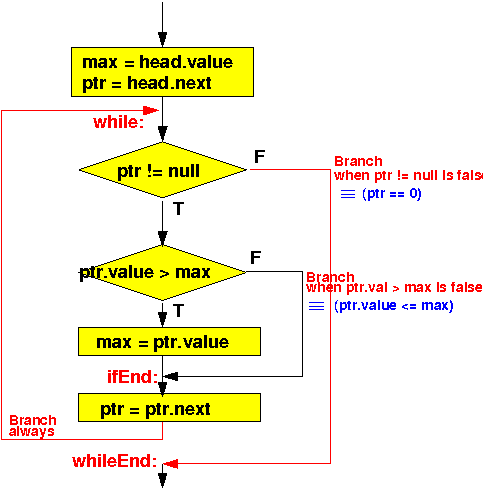 max = head.value
ptr = head.next
while:
ptr != null
F
Branch
when ptr != null is false
≡ (ptr == 0)
T
ptr.value > max
F
Branch
when ptr.val > max is false
≡ (ptr.value <= max)
T
max = ptr.value
ifEnd:
ptr = ptr.next
Branch
always
whileEnd: